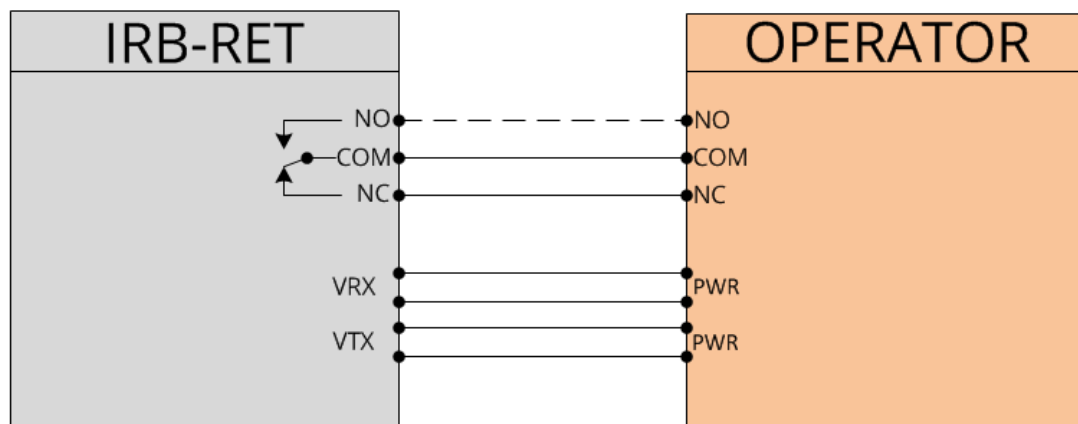 IRB-RET
OPERATOR
NO
NO
COM
COM
NC
NC
VRX
PWR
VTX
PWR